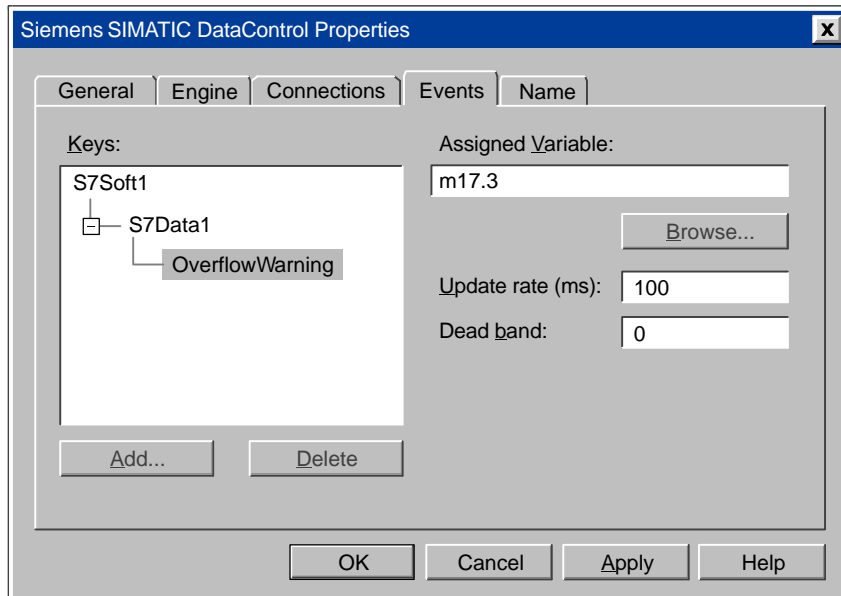 Siemens SIMATIC DataControl Properties
General Engine Connections Events Name
Keys:
S7Soft1
S7Data1
OverflowWarning
Add... Delete
Assigned Variable:
m17.3
Browse...
Update rate (ms): 100
Dead band: 0
OK Cancel Apply Help